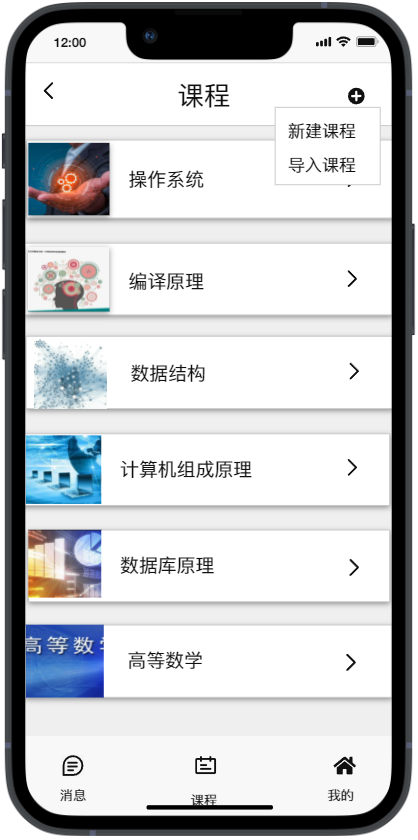 12:00
课程
新建课程
导入课程
操作系统
编译原理
数据结构
计算机组成原理
数据库原理
高等数学
高等数学
消息
课程
我的